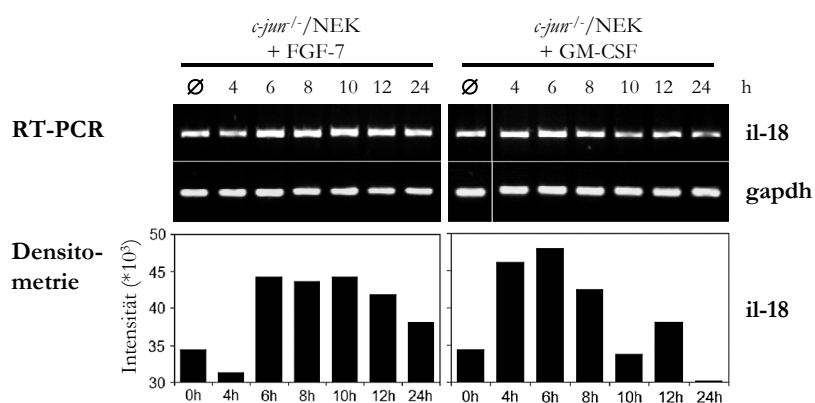 c-jun-/-/NEK c-jun-/-/NEK
+ FGF-7 + GM-CSF
Ø 4 6 8 10 12 24 Ø 4 6 8 10 12 24 h
RT-PCR il-18
gapdh
Densito-
metrie
Intensität (*10³)
50
45
40
35
30
il-18
0h 4h 6h 8h 10h 12h 24h 0h 4h 6h 8h 10h 12h 24h